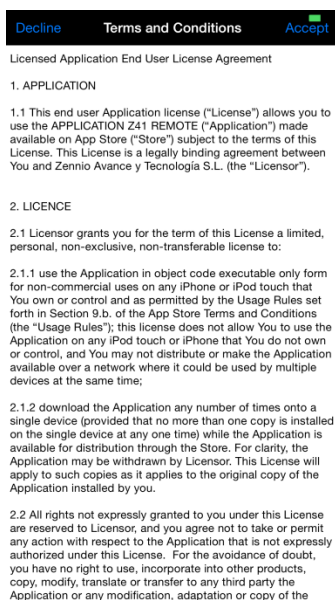 Decline Terms and Conditions Accept
Licensed Application End User License Agreement
1. APPLICATION
1.1 This end user Application license (“License”) allows you to
use the APPLICATION Z41 REMOTE (“Application”) made
available on App Store (“Store”) subject to the terms of this
License. This License is a legally binding agreement between
You and Zennio Avance y Tecnología S.L. (the “Licensor”).
2. LICENCE
2.1 Licensor grants you for the term of this License a limited,
personal, non-exclusive, non-transferable license to:
2.1.1 use the Application in object code executable only form
for non-commercial uses on any iPhone or iPod touch that
You own or control and as permitted by the Usage Rules set
forth in Section 9.b. of the App Store Terms and Conditions
(the “Usage Rules”); this license does not allow You to use the
Application on any iPod touch or iPhone that You do not own
or control, and You may not distribute or make the Application
available over a network where it could be used by multiple
devices at the same time;
2.1.2 download the Application any number of times onto a
single device (provided that no more than one copy is installed
on the single device at any one time) while the Application is
available for distribution through the Store. For clarity, the
Application may be withdrawn by Licensor. This License will
apply to such copies as it applies to the original copy of the
Application installed by you.
2.2 All rights not expressly granted to you under this License
are reserved to Licensor, and you agree not to take or permit
any action with respect to the Application that is not expressly
authorized under this License.  For the avoidance of doubt,
you have no right to use, incorporate into other products,
copy, modify, translate or transfer to any third party the
Application or any modification, adaptation or copy of the